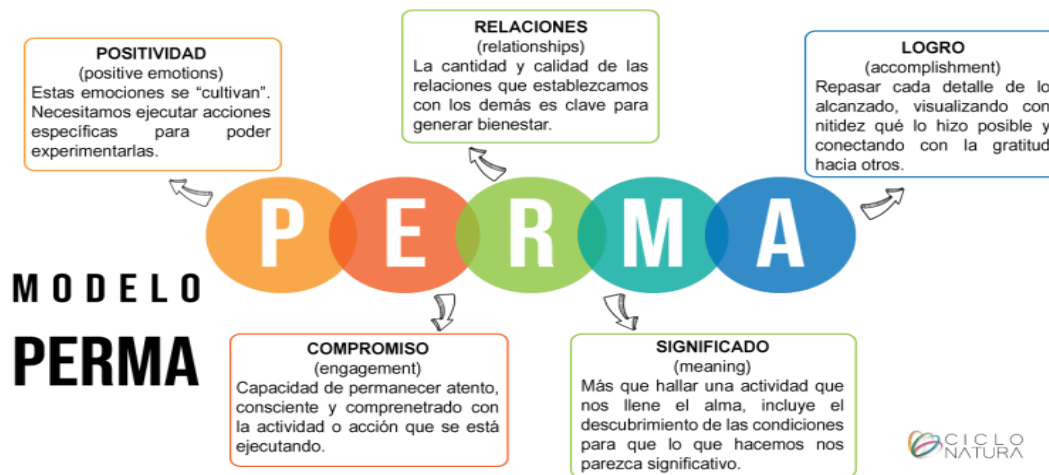 RELACIONES
(relationships)
La cantidad y calidad de las
relaciones que establezcamos
con los demás es clave para
generar bienestar.
POSITIVIDAD
(positive emotions)
Estas emociones se “cultivan”.
Necesitamos ejecutar acciones
específicas para poder
experimentarlas.
LOGRO
(accomplishment)
Repasar cada detalle de lo
alcanzado, visualizando con
nitidez qué lo hizo posible y
conectando con la gratitud
hacia otros.
P E R M A
MODELO
PERMA
COMPROMISO
(engagement)
Capacidad de permanecer atento,
consciente y comprenetrado con
la actividad o acción que se está
ejecutando.
SIGNIFICADO
(meaning)
Más que hallar una actividad que
nos llene el alma, incluye el
descubrimiento de las condiciones
para que lo que hacemos nos
parezca significativo.
CICLO
NATURA